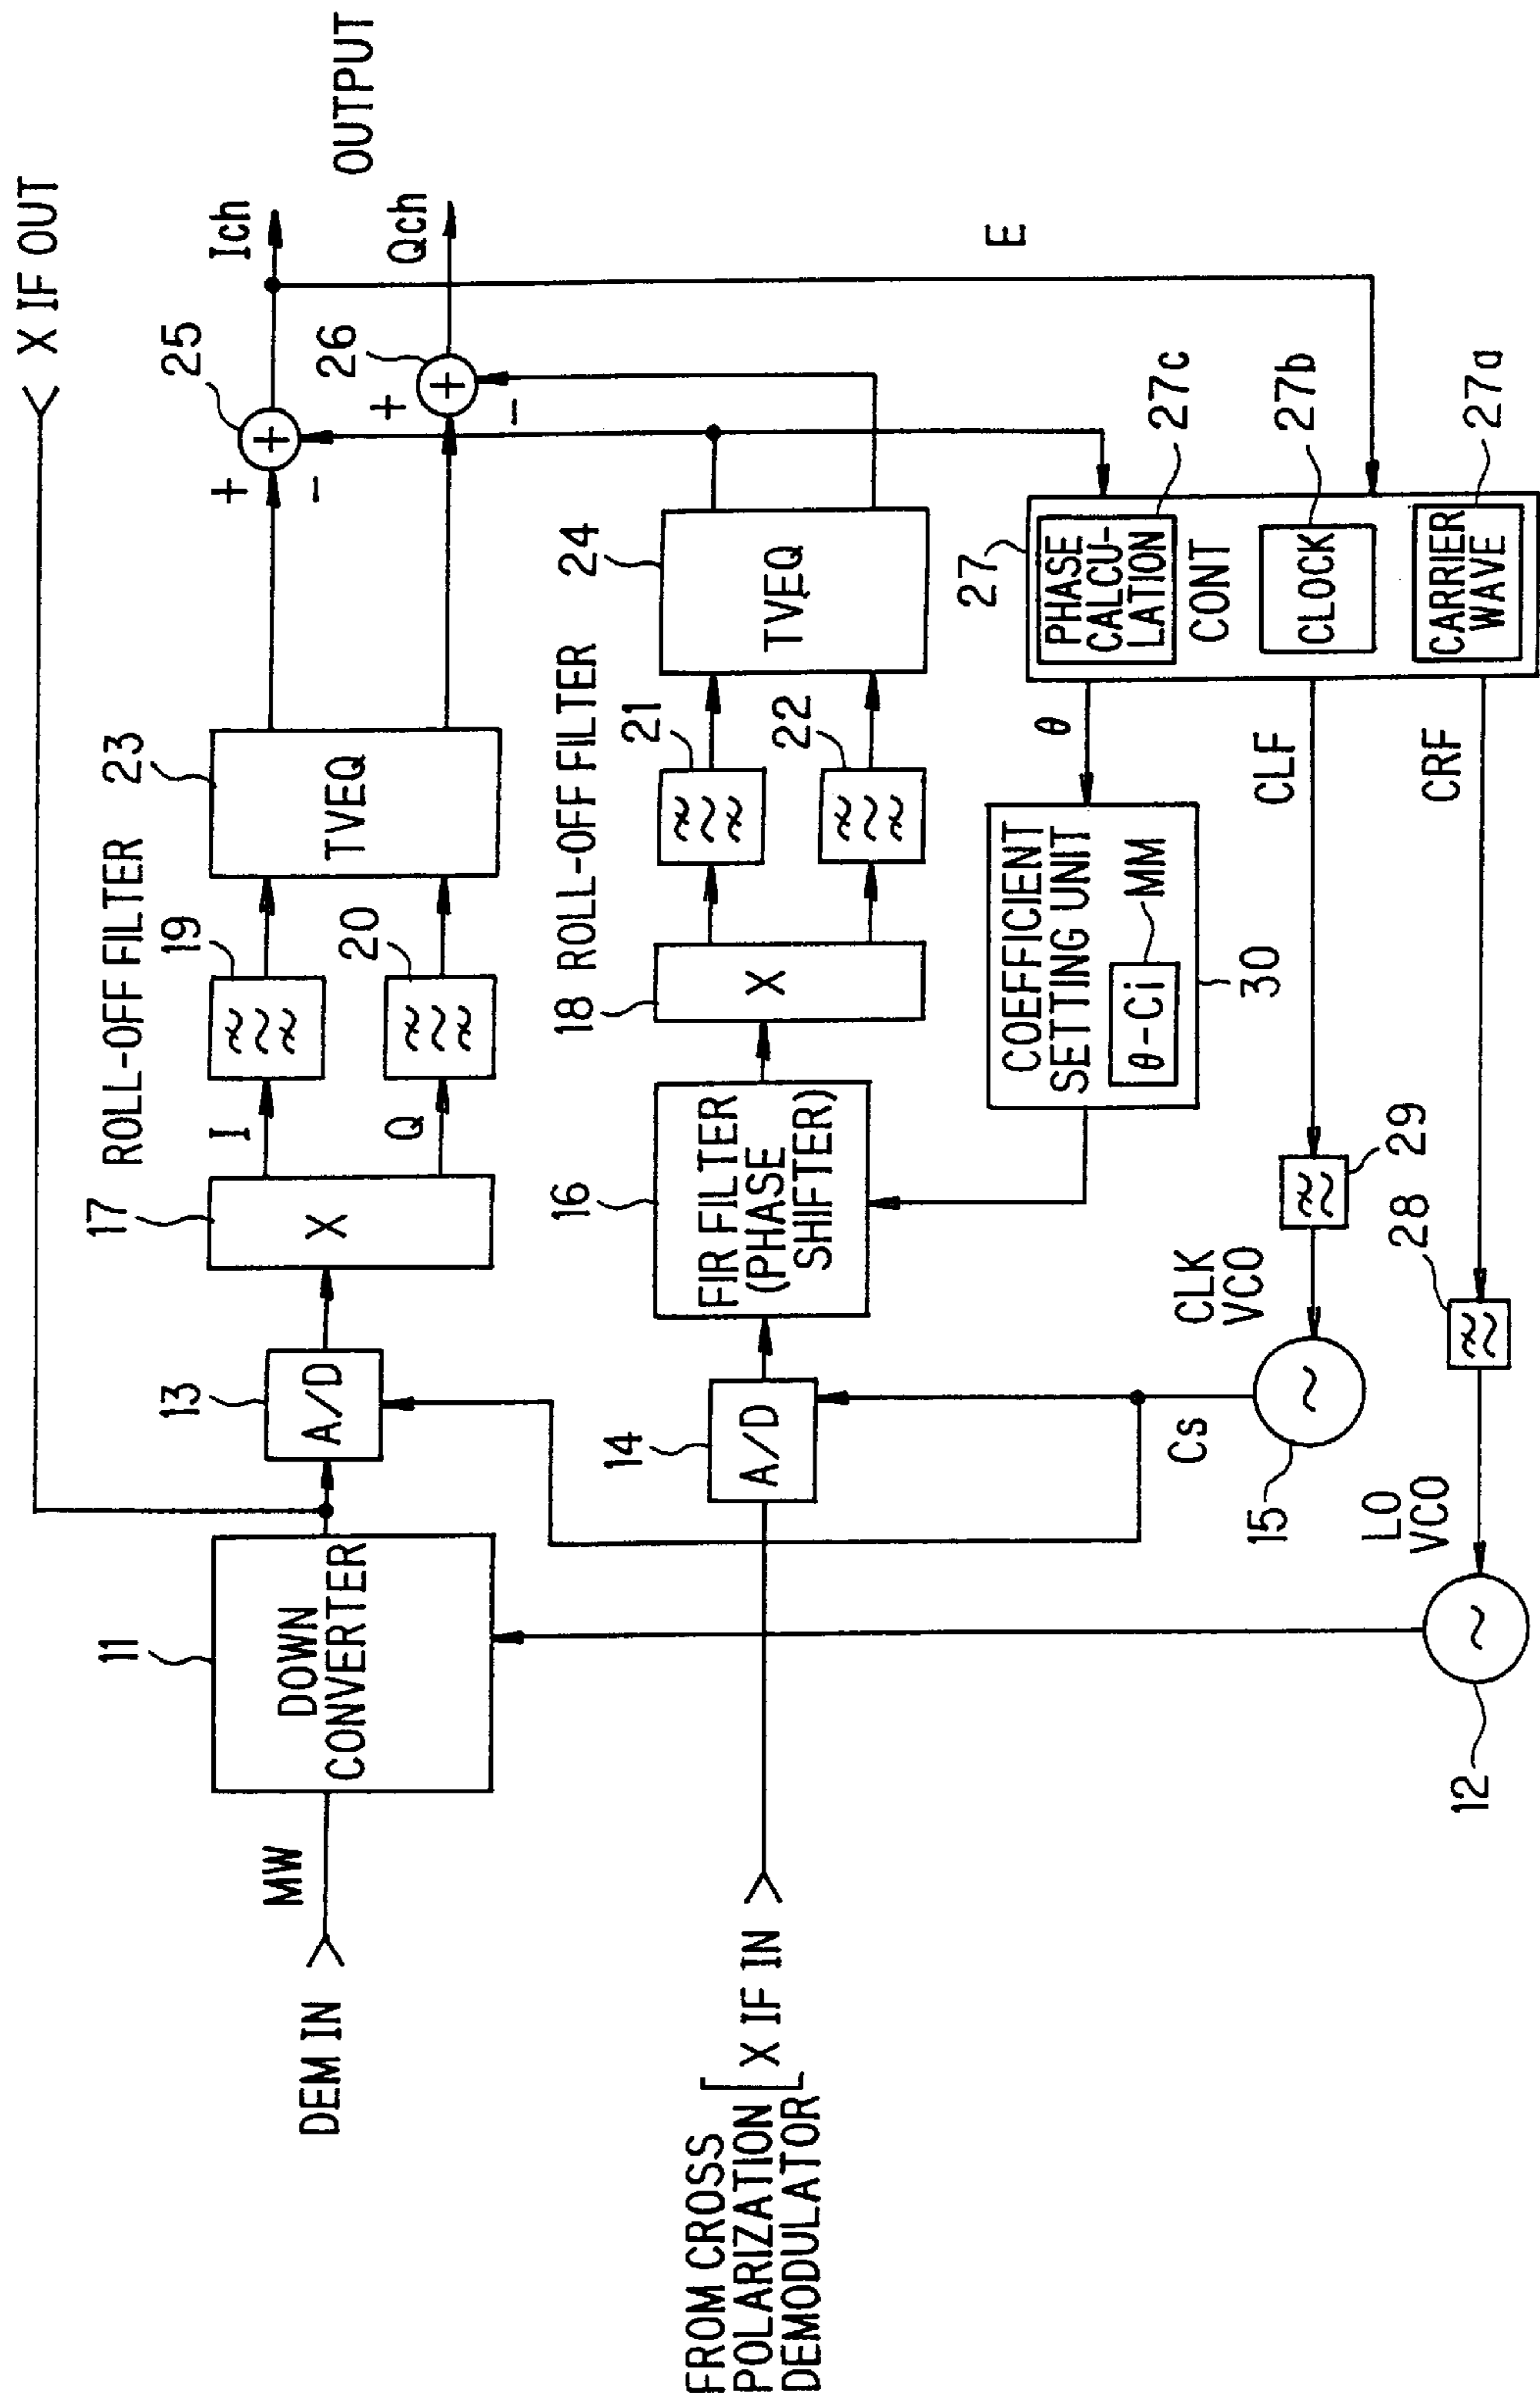 < X IF OUT
OUTPUT
Ich
Qch
E
25
26
+
-
+
-
ROLL-OFF FILTER
17
19
20
23
I
Q
X
TVEQ
13
A/D
11
DOWN
CONVERTER
MW
DEM IN >
ROLL-OFF FILTER
16
18
21
22
24
FIR FILTER
(PHASE
SHIFTER)
X
TVEQ
14
A/D
FROM CROSS
POLARIZATION
DEMODULATOR
[ X IF IN >
27
PHASE
CALCU-
LATION
CONT
CLOCK
CARRIER
WAVE
27c
27b
27a
θ
CLF
CRF
COEFFICIENT
SETTING UNIT
θ-Ci
MM
30
29
28
CLK
VCO
Cs
15
LO
VCO
12